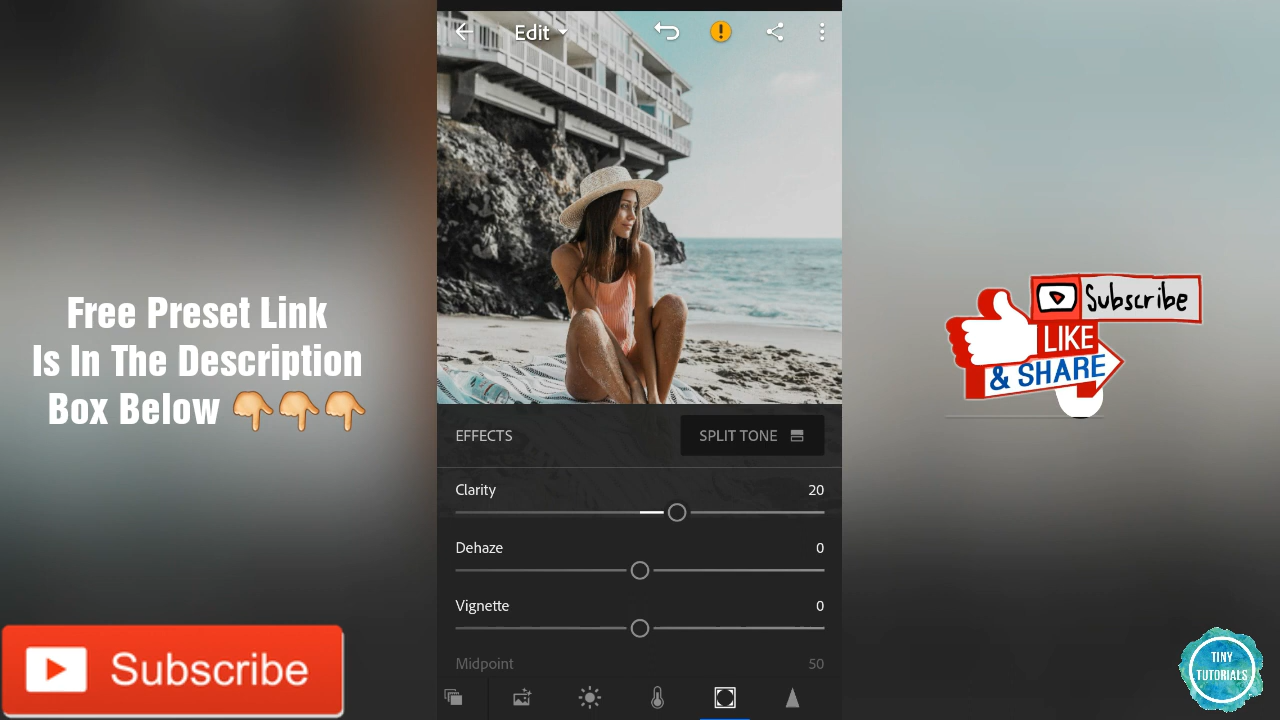 Edit
Free Preset Link
Is In The Description
Box Below 👇👇👇
EFFECTS
SPLIT TONE
Clarity 20
Dehaze 0
Vignette 0
Midpoint 50
Subscribe
Subscribe
LIKE
& SHARE
TINY
TUTORIALS